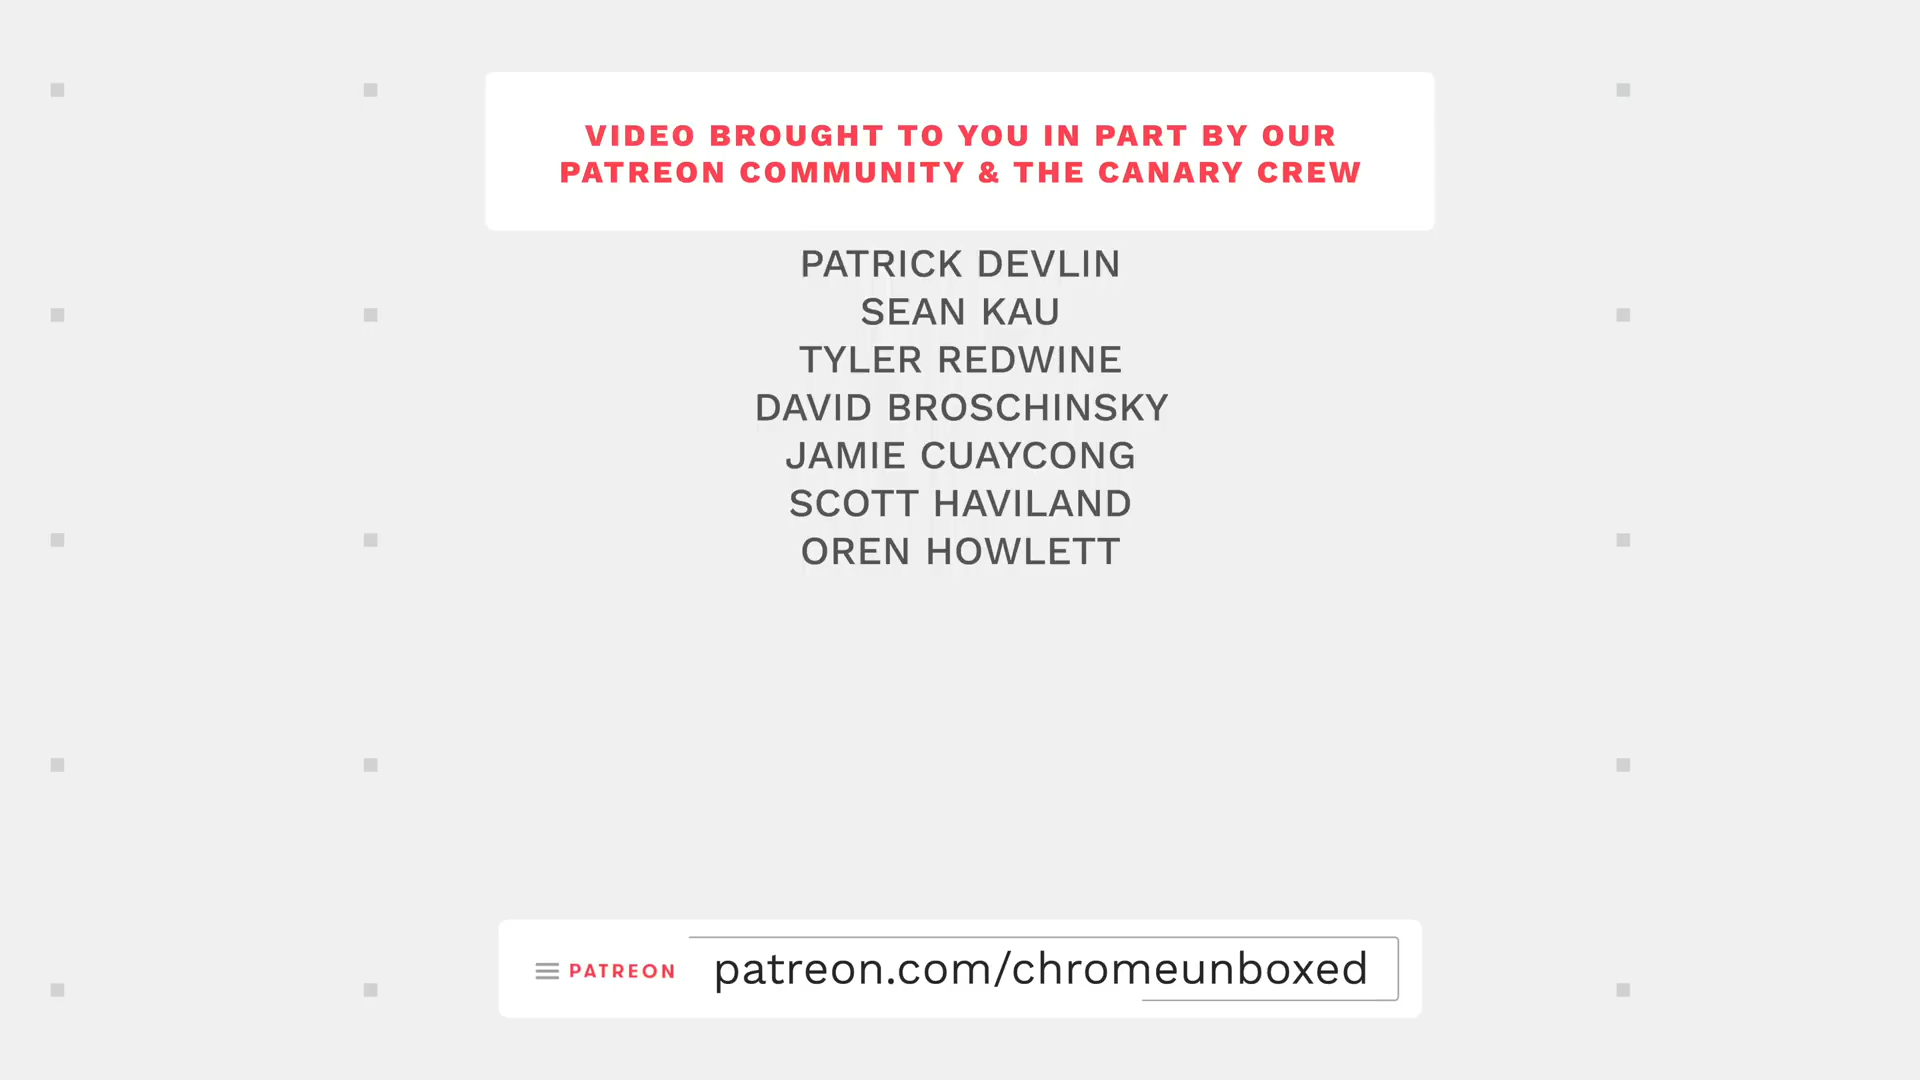 VIDEO BROUGHT TO YOU IN PART BY OUR
PATREON COMMUNITY & THE CANARY CREW
PATRICK DEVLIN
SEAN KAU
TYLER REDWINE
DAVID BROSCHINSKY
JAMIE CUAYCONG
SCOTT HAVILAND
OREN HOWLETT
PATREON patreon.com/chromeunboxed